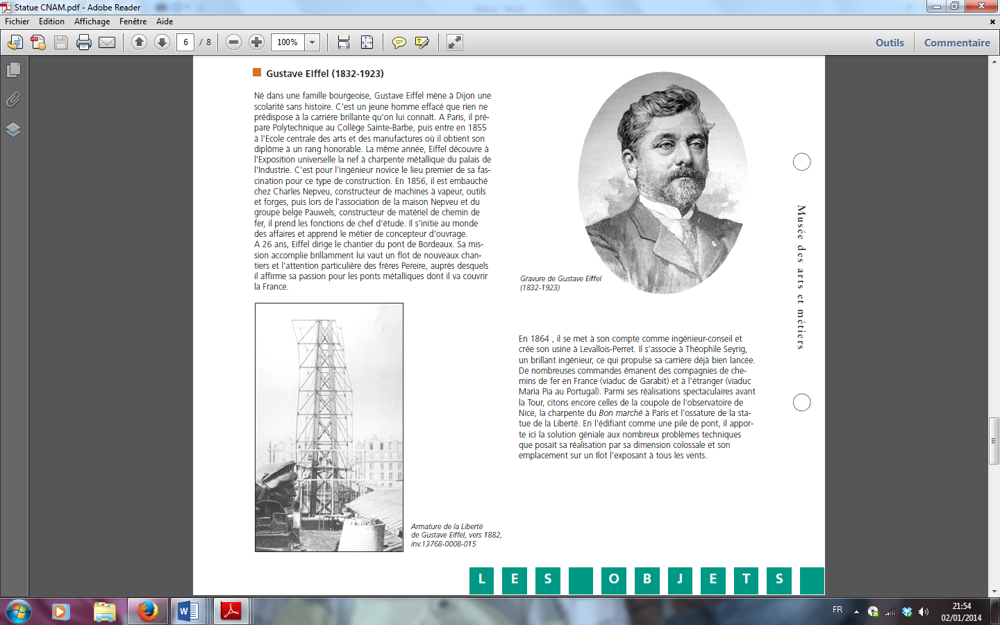 Statue CNAM.pdf - Adobe Reader
Fichier Edition Affichage Fenêtre Aide
6 / 8 100% Outils Commentaire
Gustave Eiffel (1832-1923)
Né dans une famille bourgeoise, Gustave Eiffel mène à Dijon une
scolarité sans histoire. C'est un jeune homme effacé que rien ne
prédispose à la carrière brillante qu'on lui connaît. A Paris, il pré-
pare Polytechnique au Collège Sainte-Barbe, puis entre en 1855
à l'Ecole centrale des arts et des manufactures où il obtient son
diplôme à un rang honorable. La même année, Eiffel découvre à
l'Exposition universelle la nef à charpente métallique du palais de
l'Industrie. C'est pour l'ingénieur novice le lieu premier de sa fas-
cination pour ce type de construction. En 1856, il est embauché
chez Charles Nepveu, constructeur de machines à vapeur, outils
et forges, puis lors de l'association de la maison Nepveu et du
groupe belge Pauwels, constructeur de matériel de chemin de
fer, il prend les fonctions de chef d'étude. Il s'initie au monde
des affaires et apprend le métier de concepteur d'ouvrage.
A 26 ans, Eiffel dirige le chantier du pont de Bordeaux. Sa mis-
sion accomplie brillamment lui vaut un flot de nouveaux chan-
tiers et l'attention particulière des frères Pereire, auprès desquels
il affirme sa passion pour les ponts métalliques dont il va couvrir
la France.
Gravure de Gustave Eiffel
(1832-1923)
Armature de la Liberté
de Gustave Eiffel, vers 1882,
inv.13768-0008-015
En 1864 , il se met à son compte comme ingénieur-conseil et
crée son usine à Levallois-Perret. Il s'associe à Théophile Seyrig,
un brillant ingénieur, ce qui propulse sa carrière déjà bien lancée.
De nombreuses commandes émanent des compagnies de che-
mins de fer en France (viaduc de Garabit) et à l'étranger (viaduc
Maria Pia au Portugal). Parmi ses réalisations spectaculaires avant
la Tour, citons encore celles de la coupole de l'observatoire de
Nice, la charpente du Bon marché à Paris et l'ossature de la sta-
tue de la Liberté. En l'édifiant comme une pile de pont, il appor-
te ici la solution géniale aux nombreux problèmes techniques
que posait sa réalisation par sa dimension colossale et son
emplacement sur un îlot l'exposant à tous les vents.
Musée des arts et métiers
LES OBJETS
FR
21:54
02/01/2014